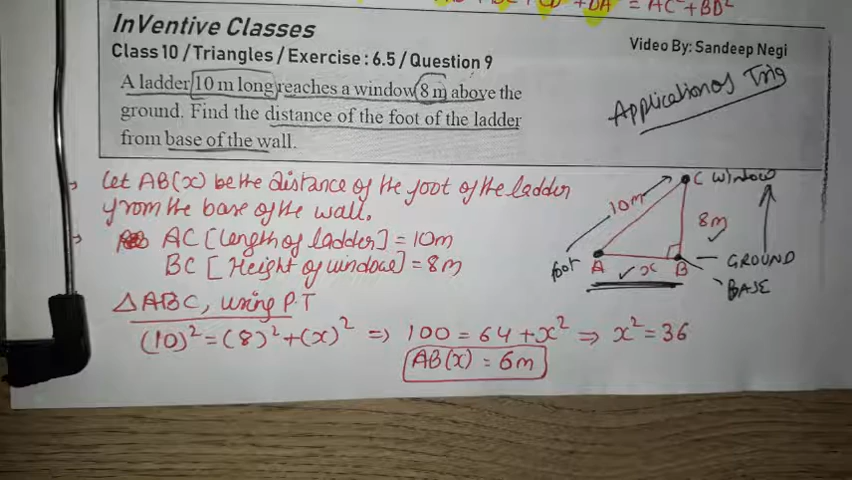 = AC²+BD²
InVentive Classes
Class 10 / Triangles / Exercise : 6.5 / Question 9
Video By: Sandeep Negi
A ladder 10 m long reaches a window 8 m above the
ground. Find the distance of the foot of the ladder
from base of the wall.
Application of Trig
Let AB(x) be the distance of the foot of the ladder
from the base of the wall.
AC [length of ladder] = 10m
BC [Height of window] = 8m
C WINDOW
10m
8m
foot
A
x
B
GROUND
BASE
△ABC, using P.T
(10)² = (8)² + (x)² ⇒ 100 = 64 + x² ⇒ x² = 36
AB(x) = 6m